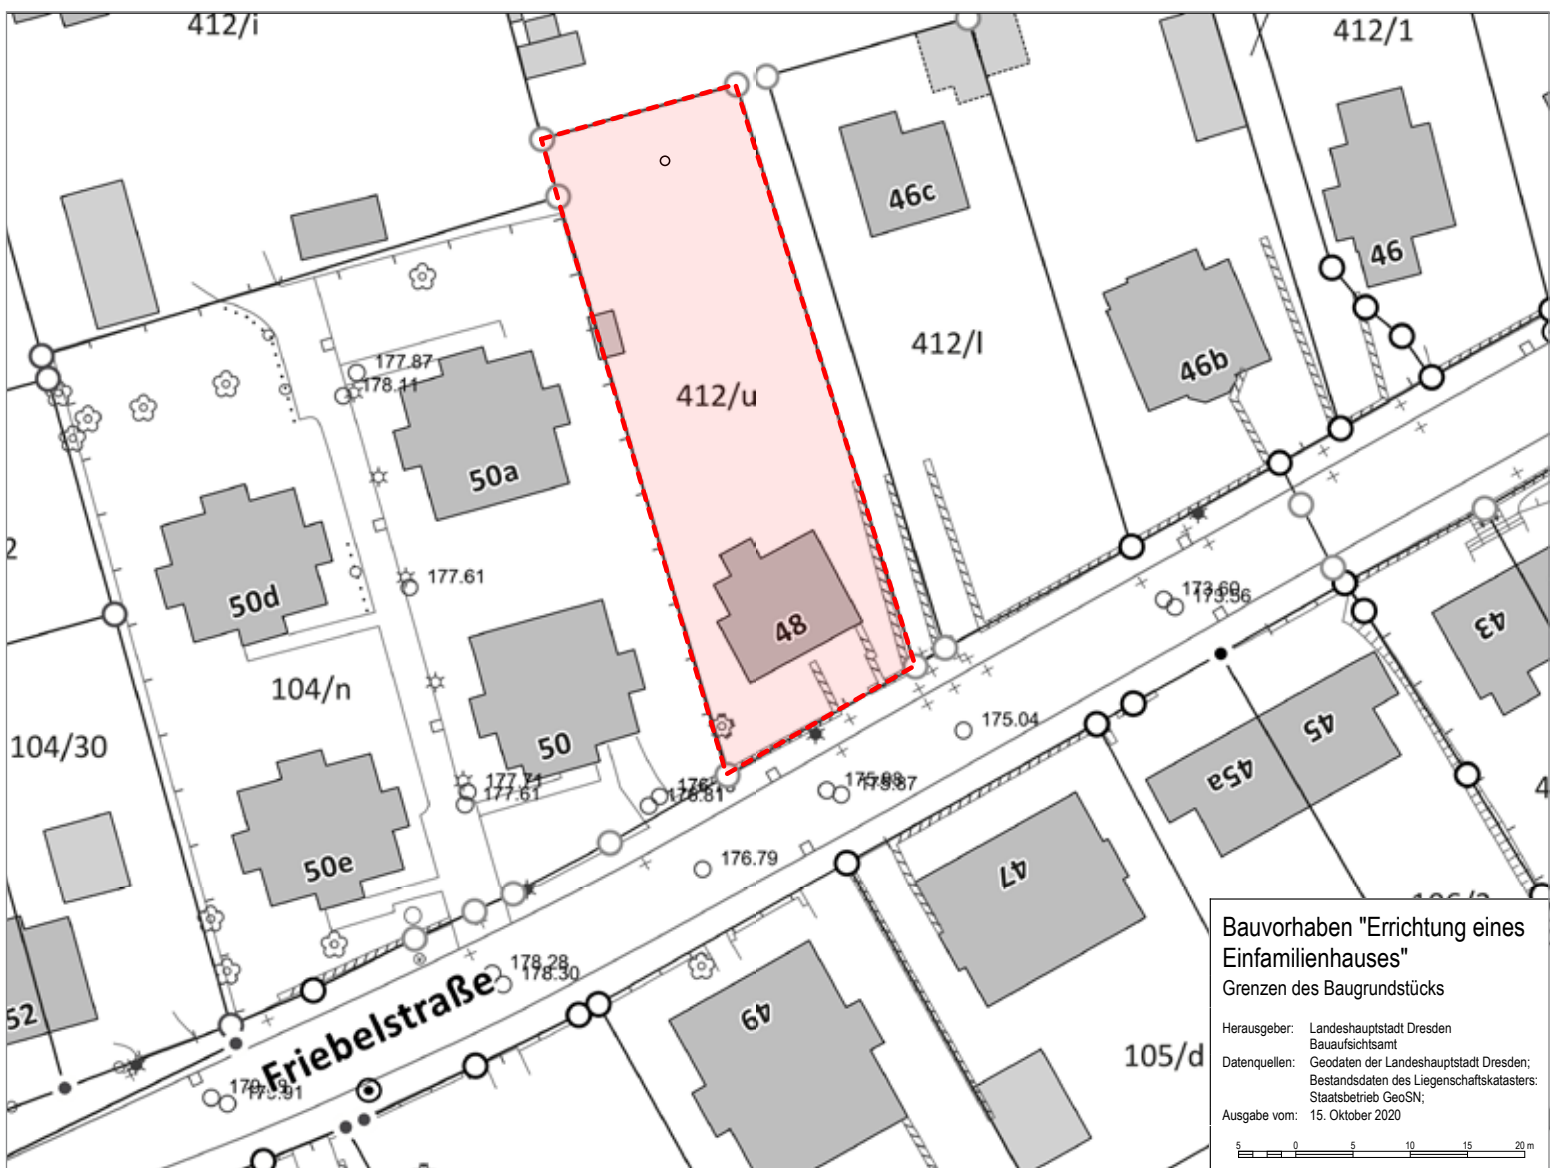 412/i
412/1
46c
46
177.87
178.11
412/l
46b
412/u
50a
177.61
50d
173.60
173.56
43
48
104/n
175.04
45
104/30
50
45a
177.71
177.61
176.81
175.87
176.79
47
50e
Bauvorhaben "Errichtung eines
Einfamilienhauses"
Grenzen des Baugrundstücks
Herausgeber: Landeshauptstadt Dresden
Bauaufsichtsamt
Datenquellen: Geodaten der Landeshauptstadt Dresden;
Bestandsdaten des Liegenschaftskatasters:
Staatsbetrieb GeoSN;
Ausgabe vom: 15. Oktober 2020
5 0 5 10 15 20 m
178.28
178.30
52
49
Friebelstraße
105/d